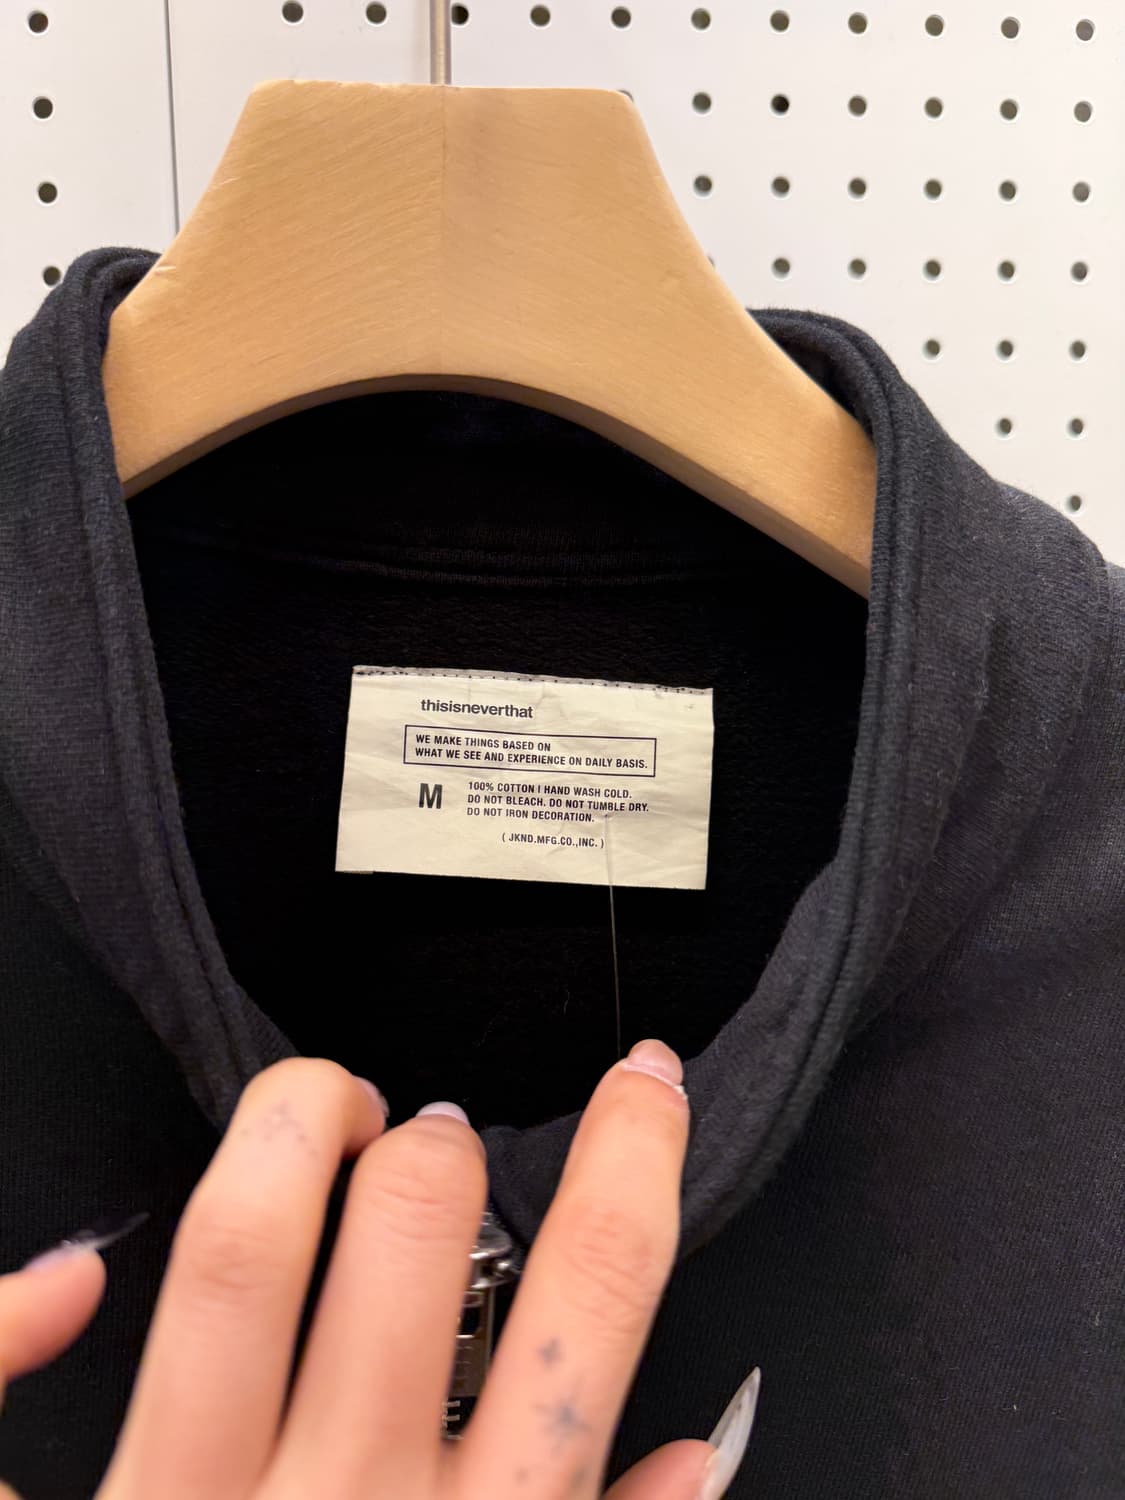 thisisneverthat
WE MAKE THINGS BASED ON
WHAT WE SEE AND EXPERIENCE ON DAILY BASIS.
M
100% COTTON I HAND WASH COLD.
DO NOT BLEACH. DO NOT TUMBLE DRY.
DO NOT IRON DECORATION.
( JKND.MFG.CO.,INC. )